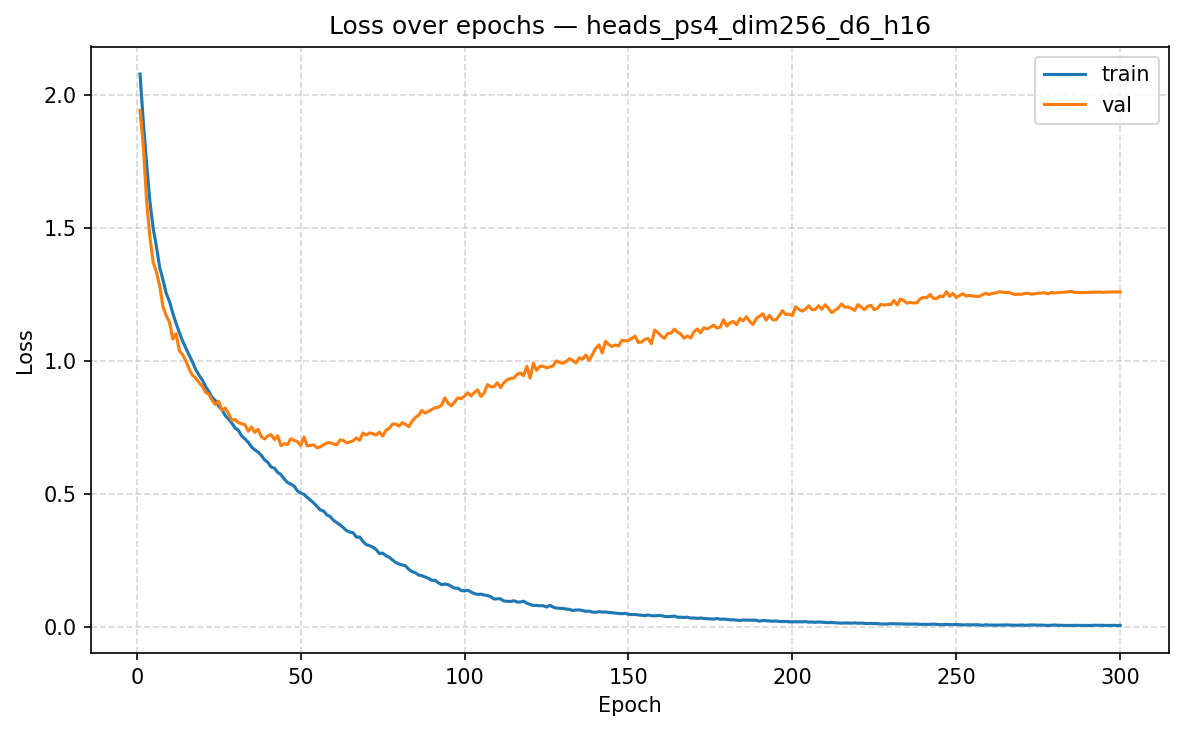 Loss over epochs — heads_ps4_dim256_d6_h16
train
val
2.0
1.5
1.0
0.5
0.0
Loss
0 50 100 150 200 250 300
Epoch